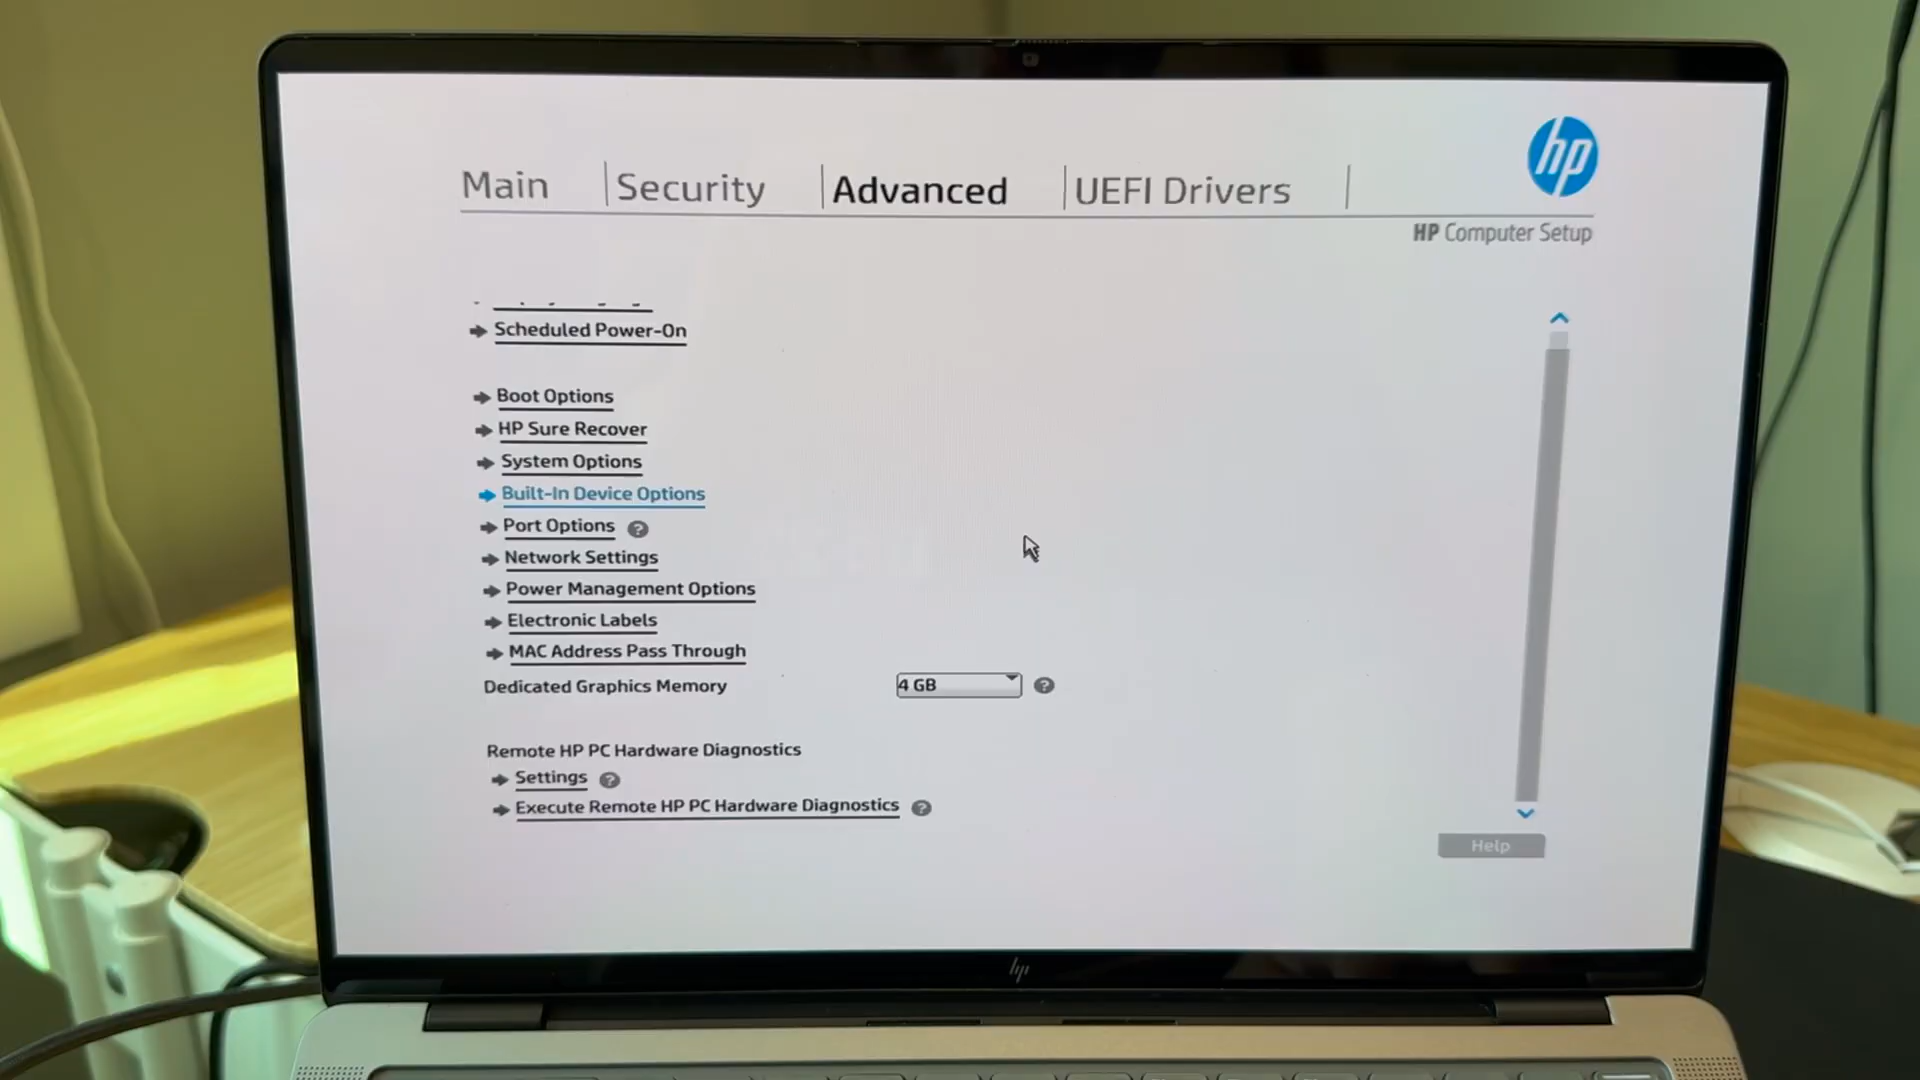 Main Security Advanced UEFI Drivers
hp
HP Computer Setup
Scheduled Power-On
Boot Options
HP Sure Recover
System Options
Built-In Device Options
Port Options ?
Network Settings
Power Management Options
Electronic Labels
MAC Address Pass Through
Dedicated Graphics Memory 4 GB ?
Remote HP PC Hardware Diagnostics
Settings ?
Execute Remote HP PC Hardware Diagnostics ?
Help
hp